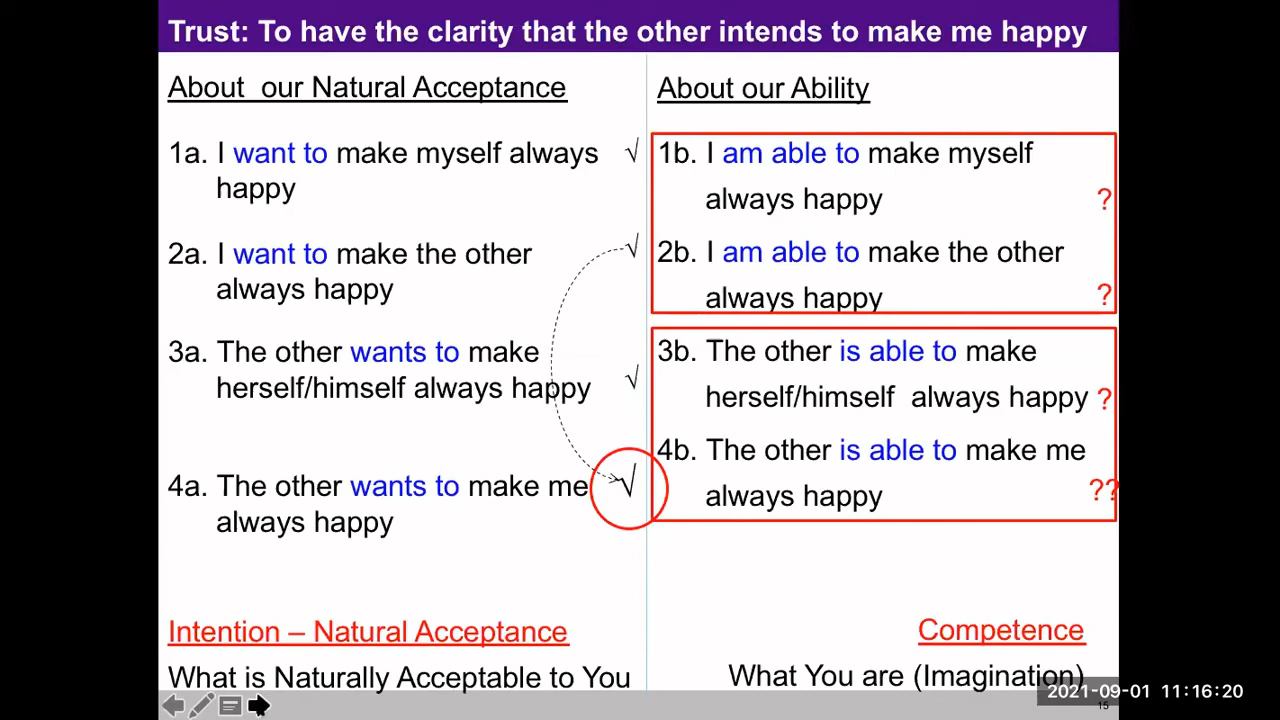 Trust: To have the clarity that the other intends to make me happy
About our Natural Acceptance
1a. I want to make myself always √
happy
2a. I want to make the other √
always happy
3a. The other wants to make
herself/himself always happy √
4a. The other wants to make me √
always happy
Intention – Natural Acceptance
What is Naturally Acceptable to You
About our Ability
1b. I am able to make myself
always happy ?
2b. I am able to make the other
always happy ?
3b. The other is able to make
herself/himself always happy ?
4b. The other is able to make me
always happy ??
Competence
What You are (Imagination)
2021-09-01 11:16:20
15